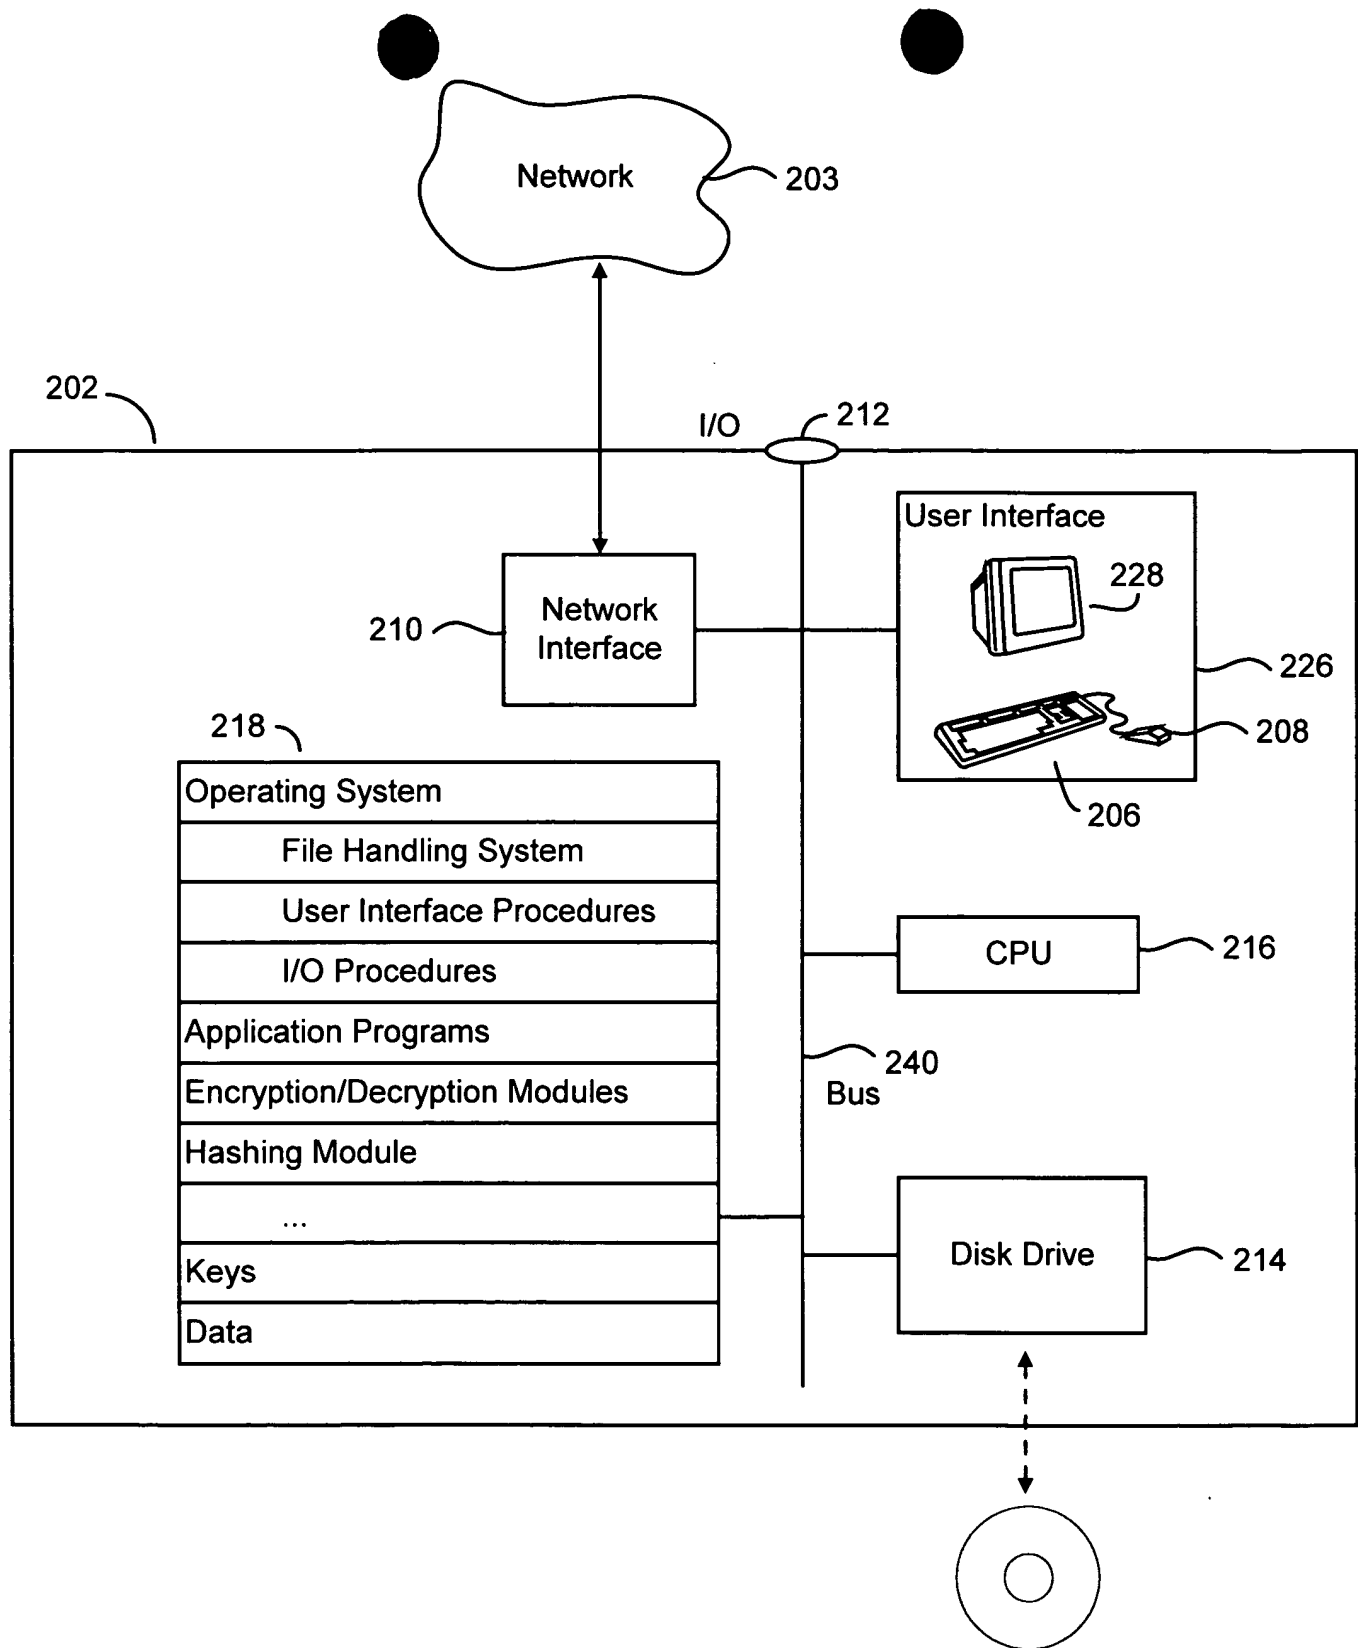 Network
203
202
I/O
212
User Interface
228
Network
Interface
210
226
208
206
218
Operating System
File Handling System
User Interface Procedures
I/O Procedures
Application Programs
Encryption/Decryption Modules
Hashing Module
...
Keys
Data
CPU
216
240
Bus
Disk Drive
214